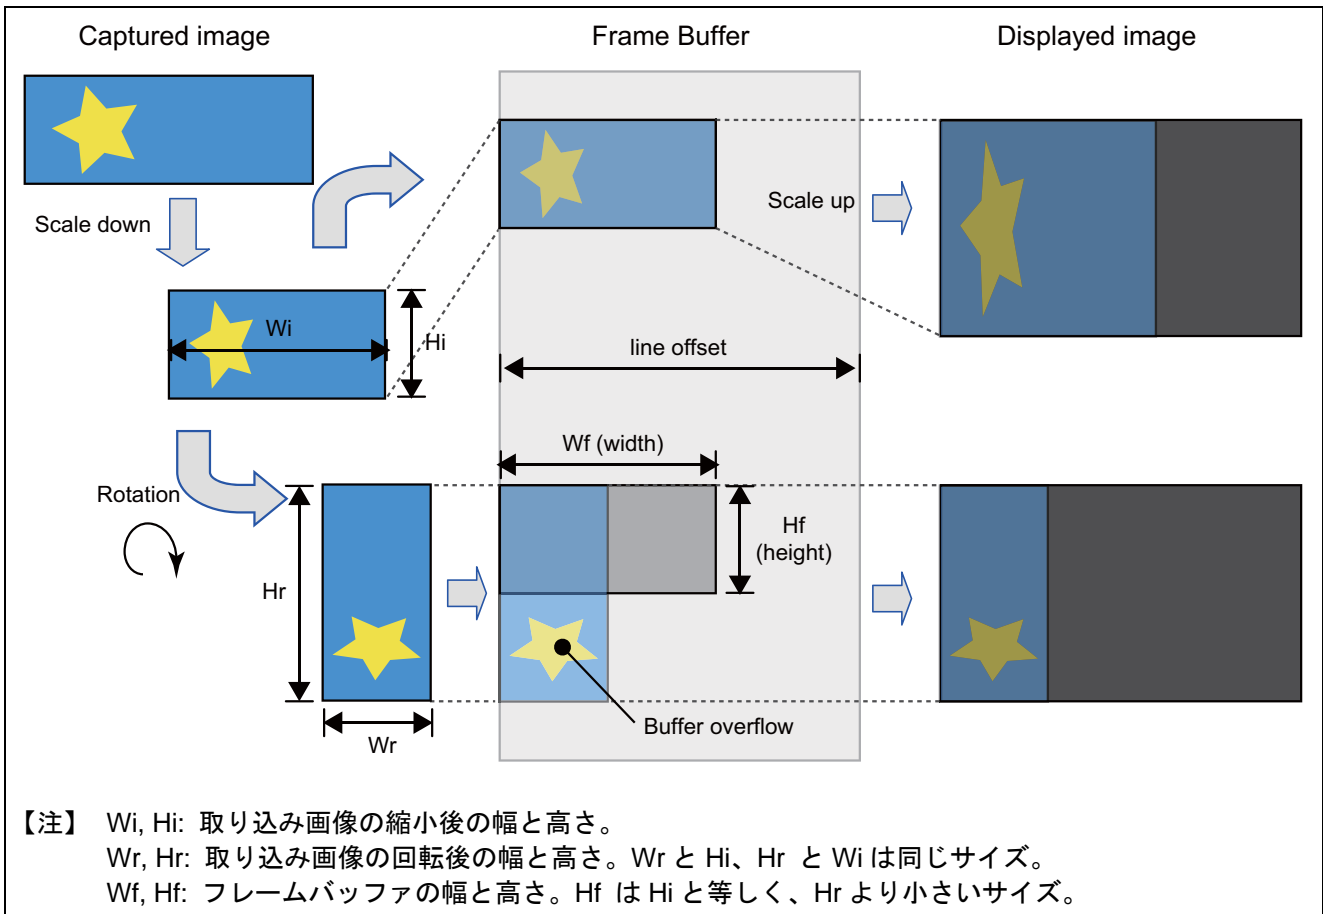 Captured image
Frame Buffer
Displayed image
Scale down
Scale up
Wi
Hi
line offset
Wf (width)
Rotation
Hf
(height)
Hr
Buffer overflow
Wr
【注】 Wi, Hi: 取り込み画像の縮小後の幅と高さ。
Wr, Hr: 取り込み画像の回転後の幅と高さ。Wr と Hi、Hr と Wi は同じサイズ。
Wf, Hf: フレームバッファの幅と高さ。Hf は Hi と等しく、Hr より小さいサイズ。